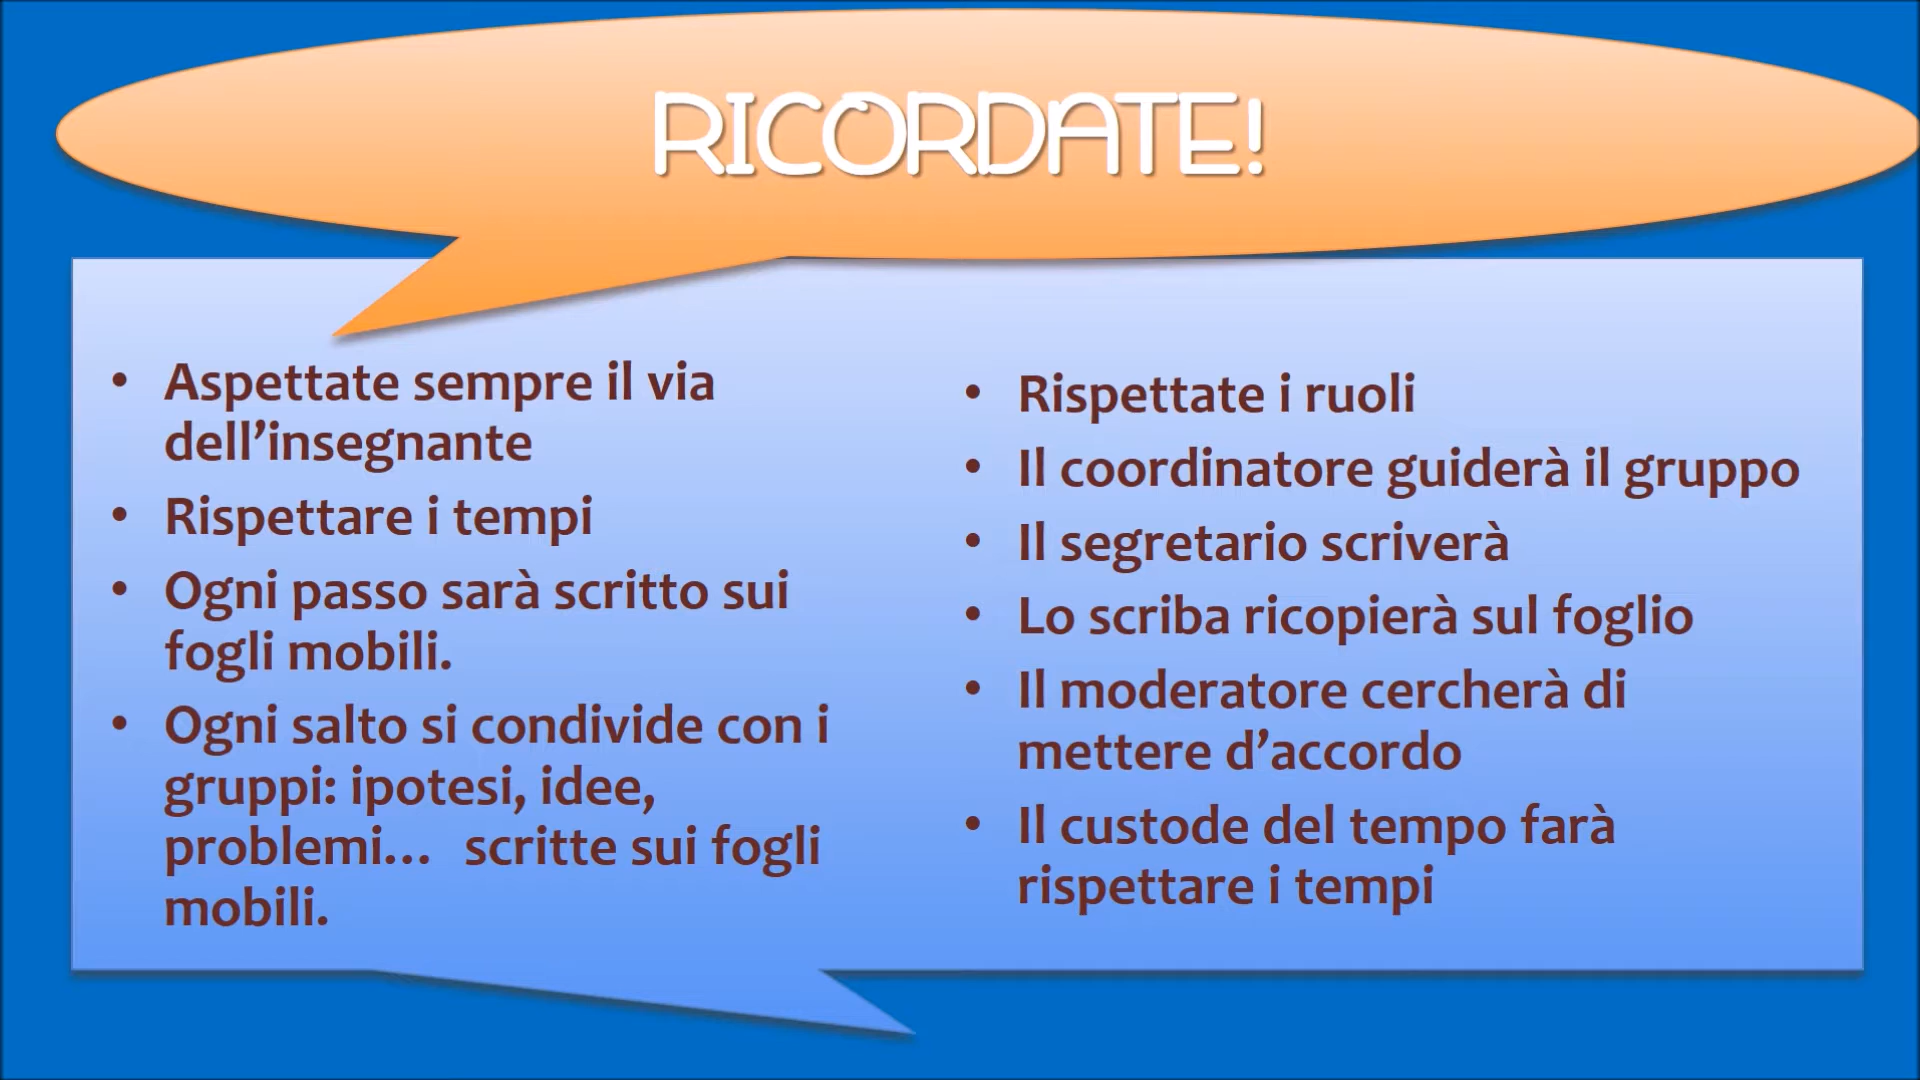 RICORDATE!
• Aspettate sempre il via
dell’insegnante
• Rispettare i tempi
• Ogni passo sarà scritto sui
fogli mobili.
• Ogni salto si condivide con i
gruppi: ipotesi, idee,
problemi… scritte sui fogli
mobili.
• Rispettate i ruoli
• Il coordinatore guiderà il gruppo
• Il segretario scriverà
• Lo scriba ricopierà sul foglio
• Il moderatore cercherà di
mettere d’accordo
• Il custode del tempo farà
rispettare i tempi